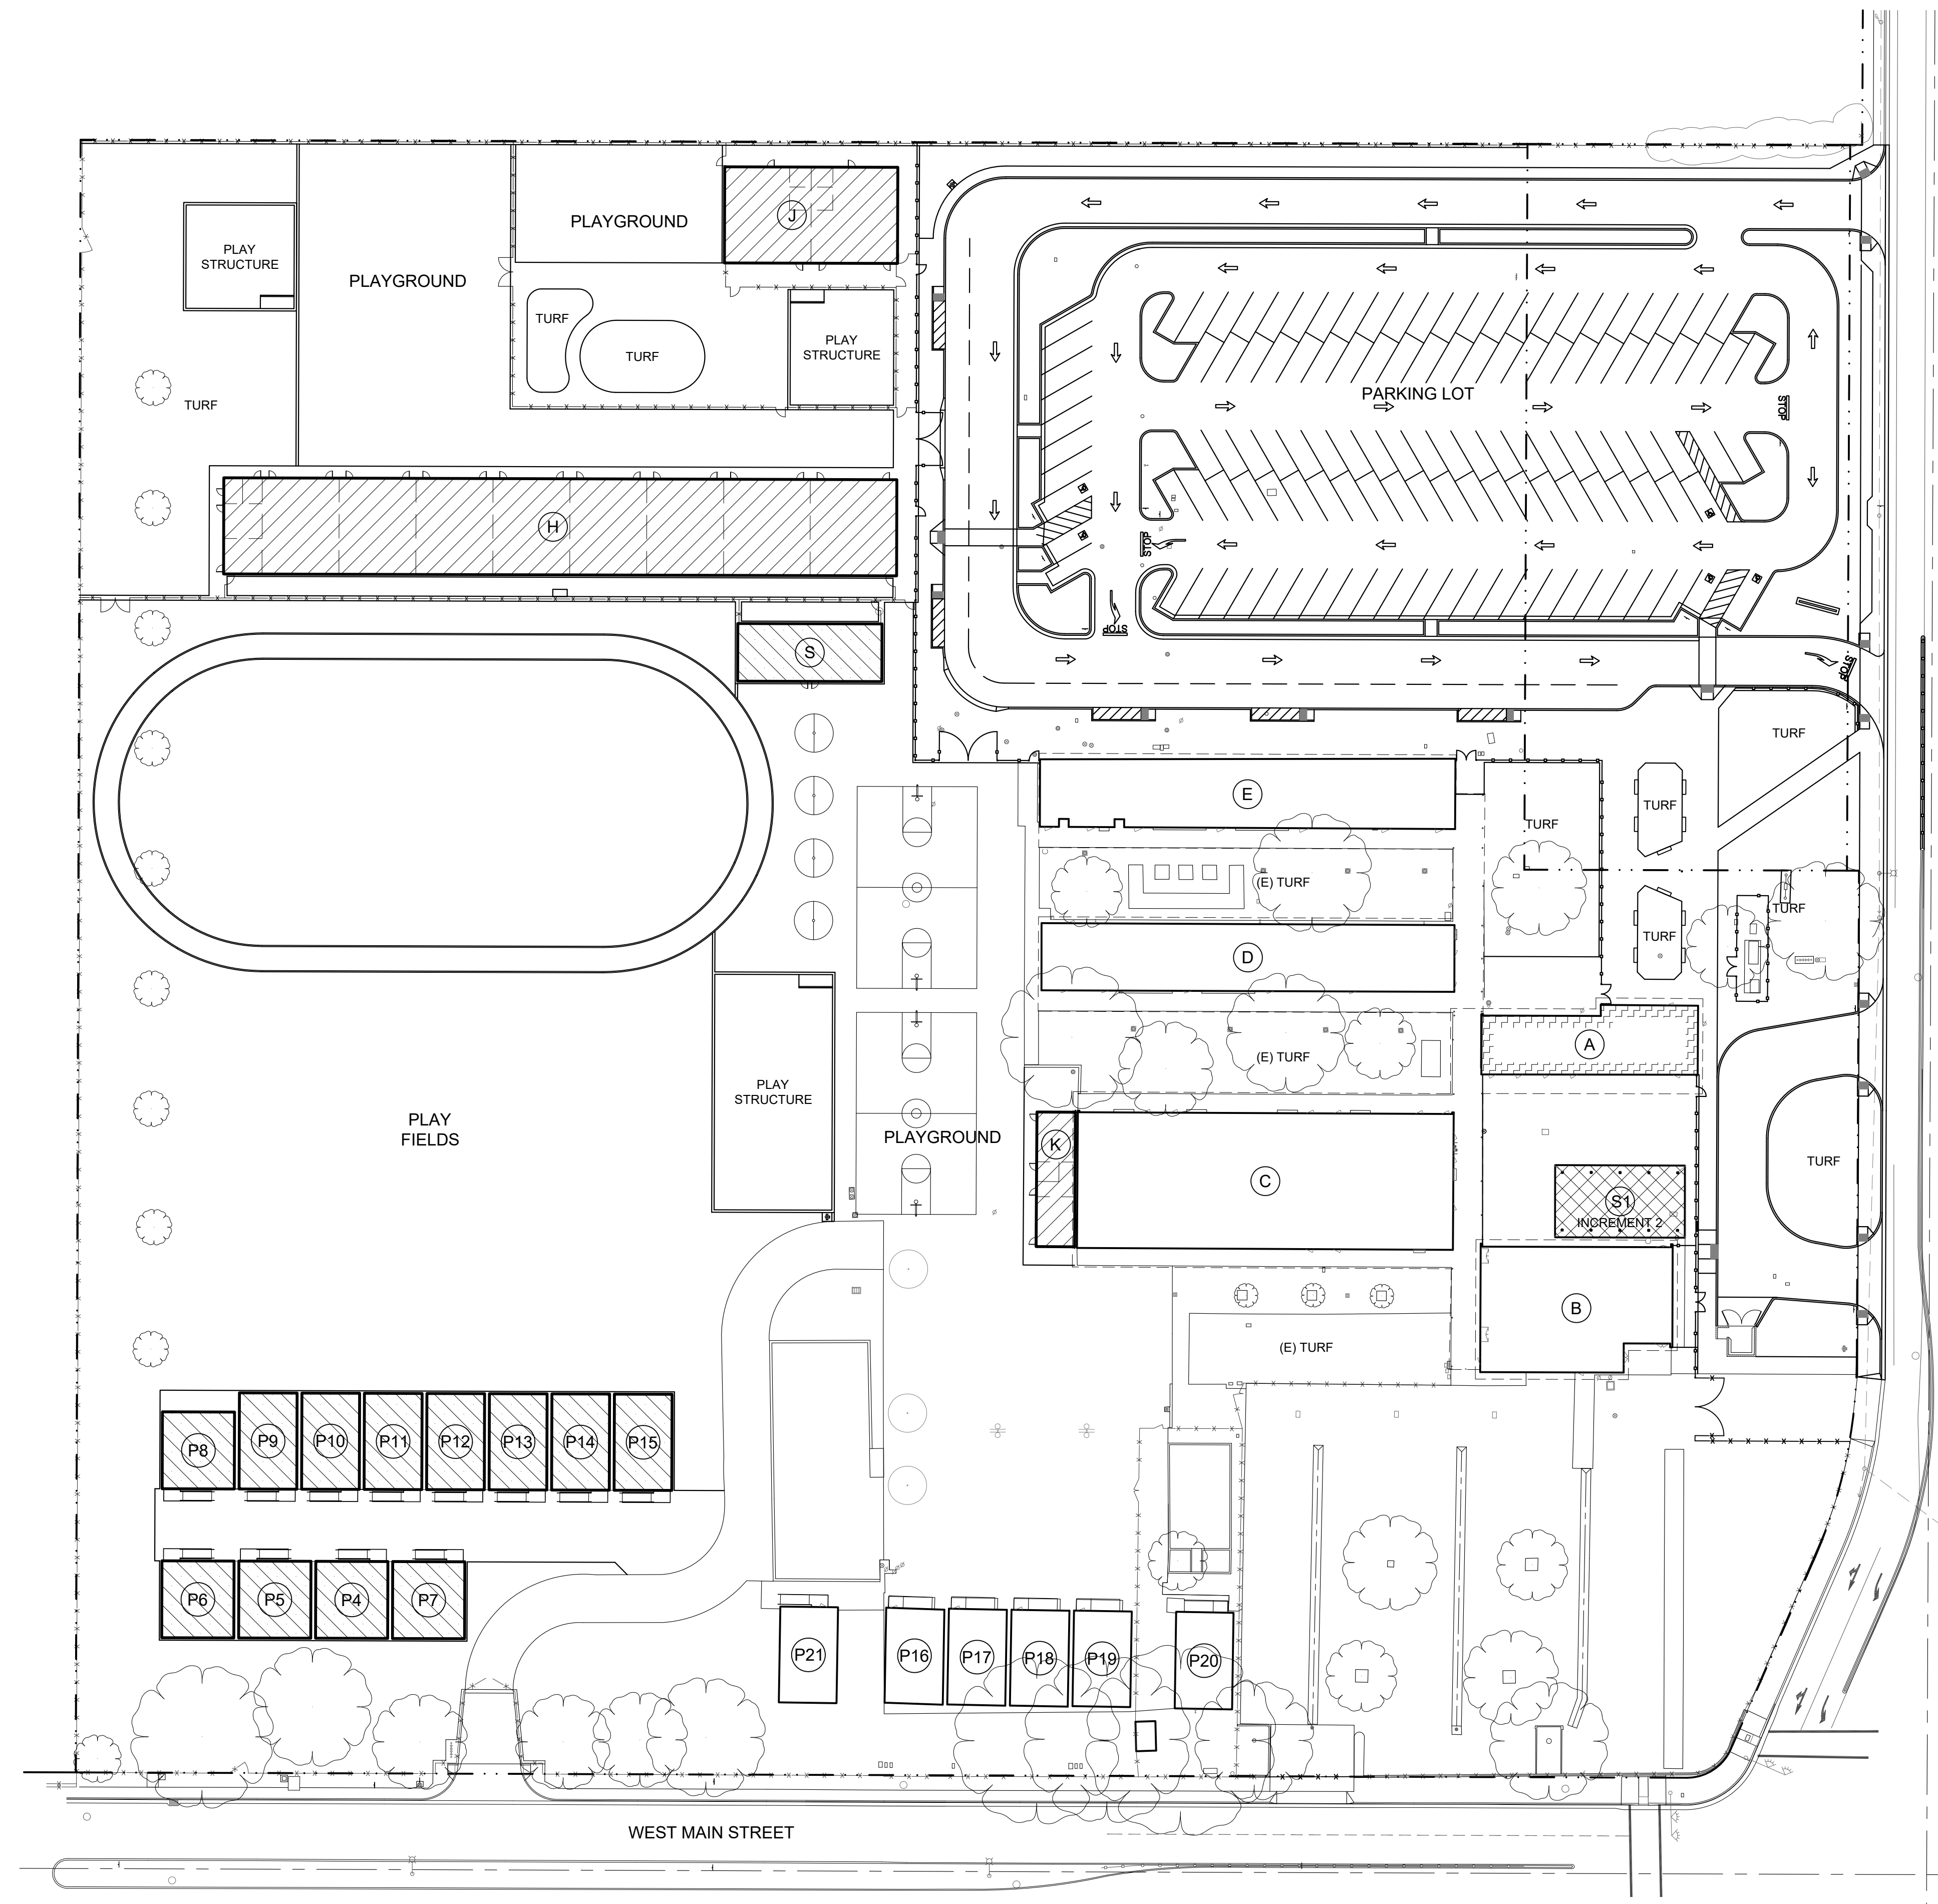 PLAYGROUND
J
PLAY
STRUCTURE
PLAYGROUND
TURF
TURF
PLAY
STRUCTURE
TURF
PARKING LOT
STOP
H
STOP
STOP
S
STOP
TURF
E
TURF
TURF
(E) TURF
TURF
D
TURF
A
(E) TURF
PLAY
STRUCTURE
PLAY
FIELDS
PLAYGROUND
K
C
TURF
S1
INCREMENT 2
B
(E) TURF
P8
P9
P10
P11
P12
P13
P14
P15
P6
P5
P4
P7
P21
P16
P17
P18
P19
P20
WEST MAIN STREET